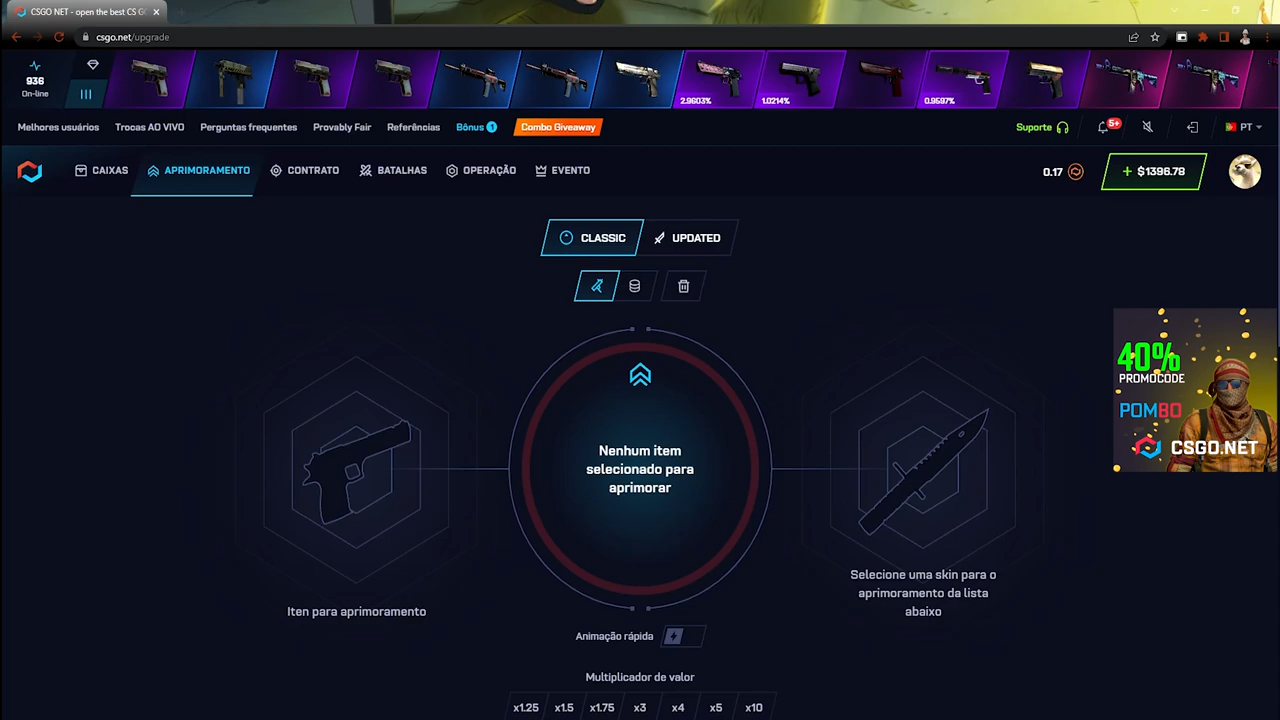 CSGO NET - open the best CS G
csgo.net/upgrade
936
On-line
2.9603%
1.0214%
0.9597%
Melhores usuários
Trocas AO VIVO
Perguntas frequentes
Provably Fair
Referências
Bônus 1
Combo Giveaway
Suporte
5+
PT
CAIXAS
APRIMORAMENTO
CONTRATO
BATALHAS
OPERAÇÃO
EVENTO
0.17
+ $1396.78
CLASSIC
UPDATED
Nenhum item
selecionado para
aprimorar
Iten para aprimoramento
Selecione uma skin para o
aprimoramento da lista
abaixo
40%
PROMOCODE
POMBO
CSGO.NET
Animação rápida
Multiplicador de valor
x1.25
x1.5
x1.75
x3
x4
x5
x10